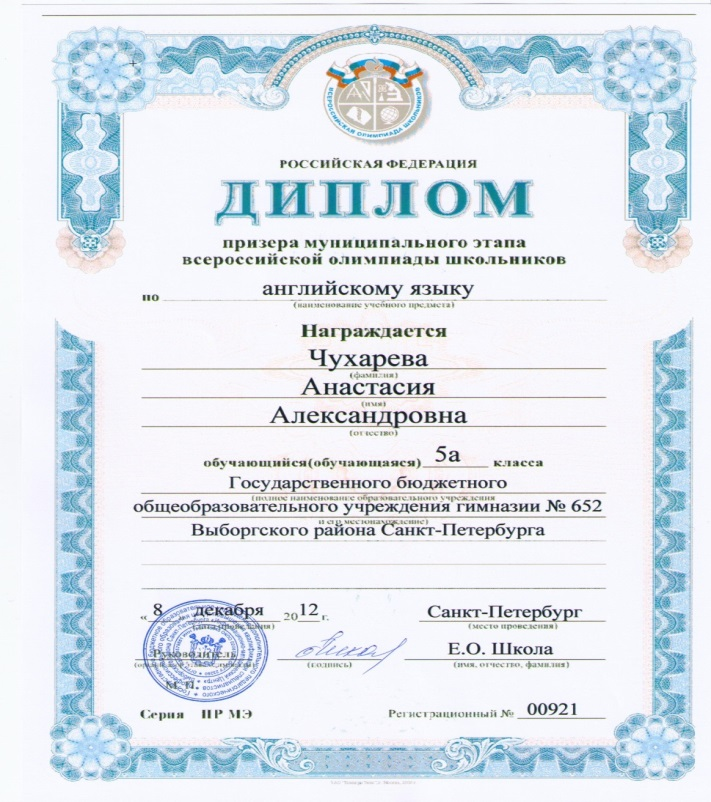 ВСЕРОССИЙСКАЯ ОЛИМПИАДА ШКОЛЬНИКОВ
РОССИЙСКАЯ ФЕДЕРАЦИЯ
ДИПЛОМ
призера муниципального этапа
всероссийской олимпиады школьников
по английскому языку
(наименование учебного предмета)
Награждается
Чухарева
(фамилия)
Анастасия
(имя)
Александровна
(отчество)
обучающийся(обучающаяся) 5а класса
Государственного бюджетного
(полное наименование образовательного учреждения
общеобразовательного учреждения гимназии № 652
и его местонахождение)
Выборгского района Санкт-Петербурга
« 8 » декабря 2012 г. Санкт-Петербург
(дата проведения) (место проведения)
Руководитель Е.О. Школа
(подпись) (имя, отчество, фамилия)
М.П.
Серия ПР МЭ Регистрационный № 00921